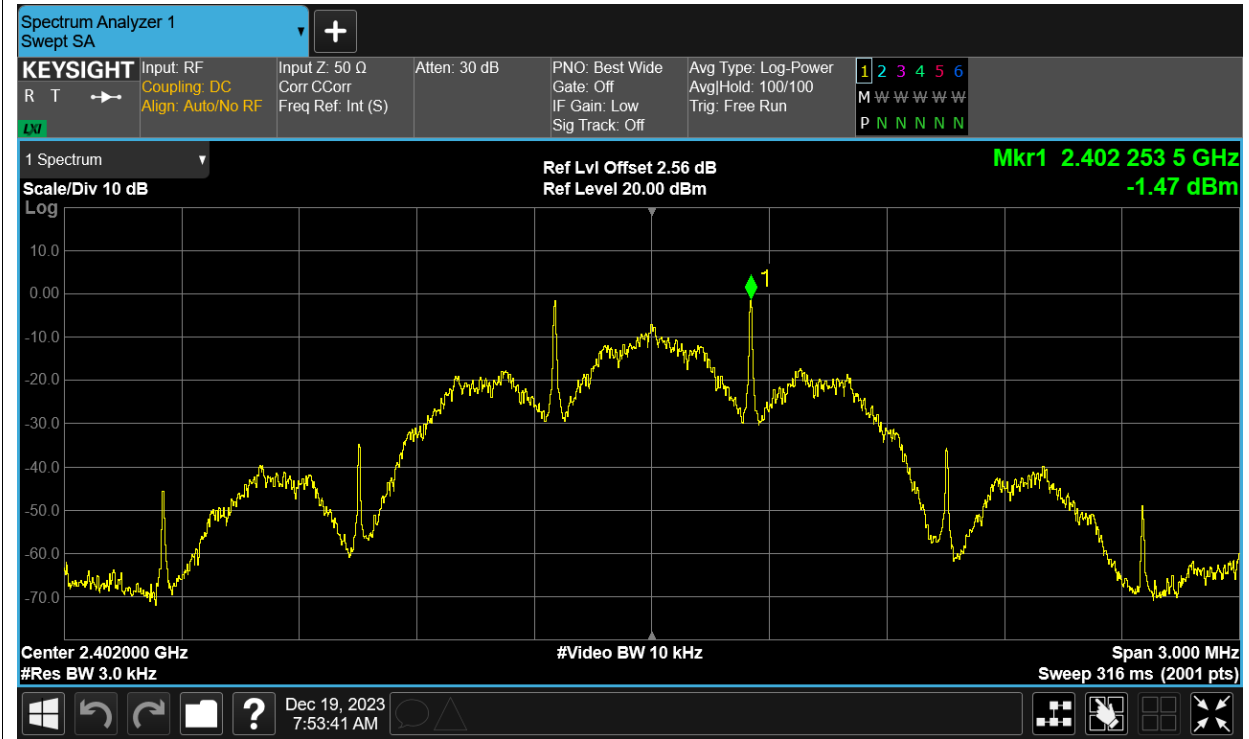 Spectrum Analyzer 1
Swept SA
KEYSIGHT
R T
LXI
Input: RF
Coupling: DC
Align: Auto/No RF
Input Z: 50 Ω
Corr CCorr
Freq Ref: Int (S)
Atten: 30 dB
PNO: Best Wide
Gate: Off
IF Gain: Low
Sig Track: Off
Avg Type: Log-Power
Avg|Hold: 100/100
Trig: Free Run
1 2 3 4 5 6
M W W W W W
P N N N N N
1 Spectrum
Scale/Div 10 dB
Log
Ref Lvl Offset 2.56 dB
Ref Level 20.00 dBm
Mkr1 2.402 253 5 GHz
-1.47 dBm
10.0
0.00
-10.0
-20.0
-30.0
-40.0
-50.0
-60.0
-70.0
1
Center 2.402000 GHz
#Res BW 3.0 kHz
#Video BW 10 kHz
Span 3.000 MHz
Sweep 316 ms (2001 pts)
?
Dec 19, 2023
7:53:41 AM